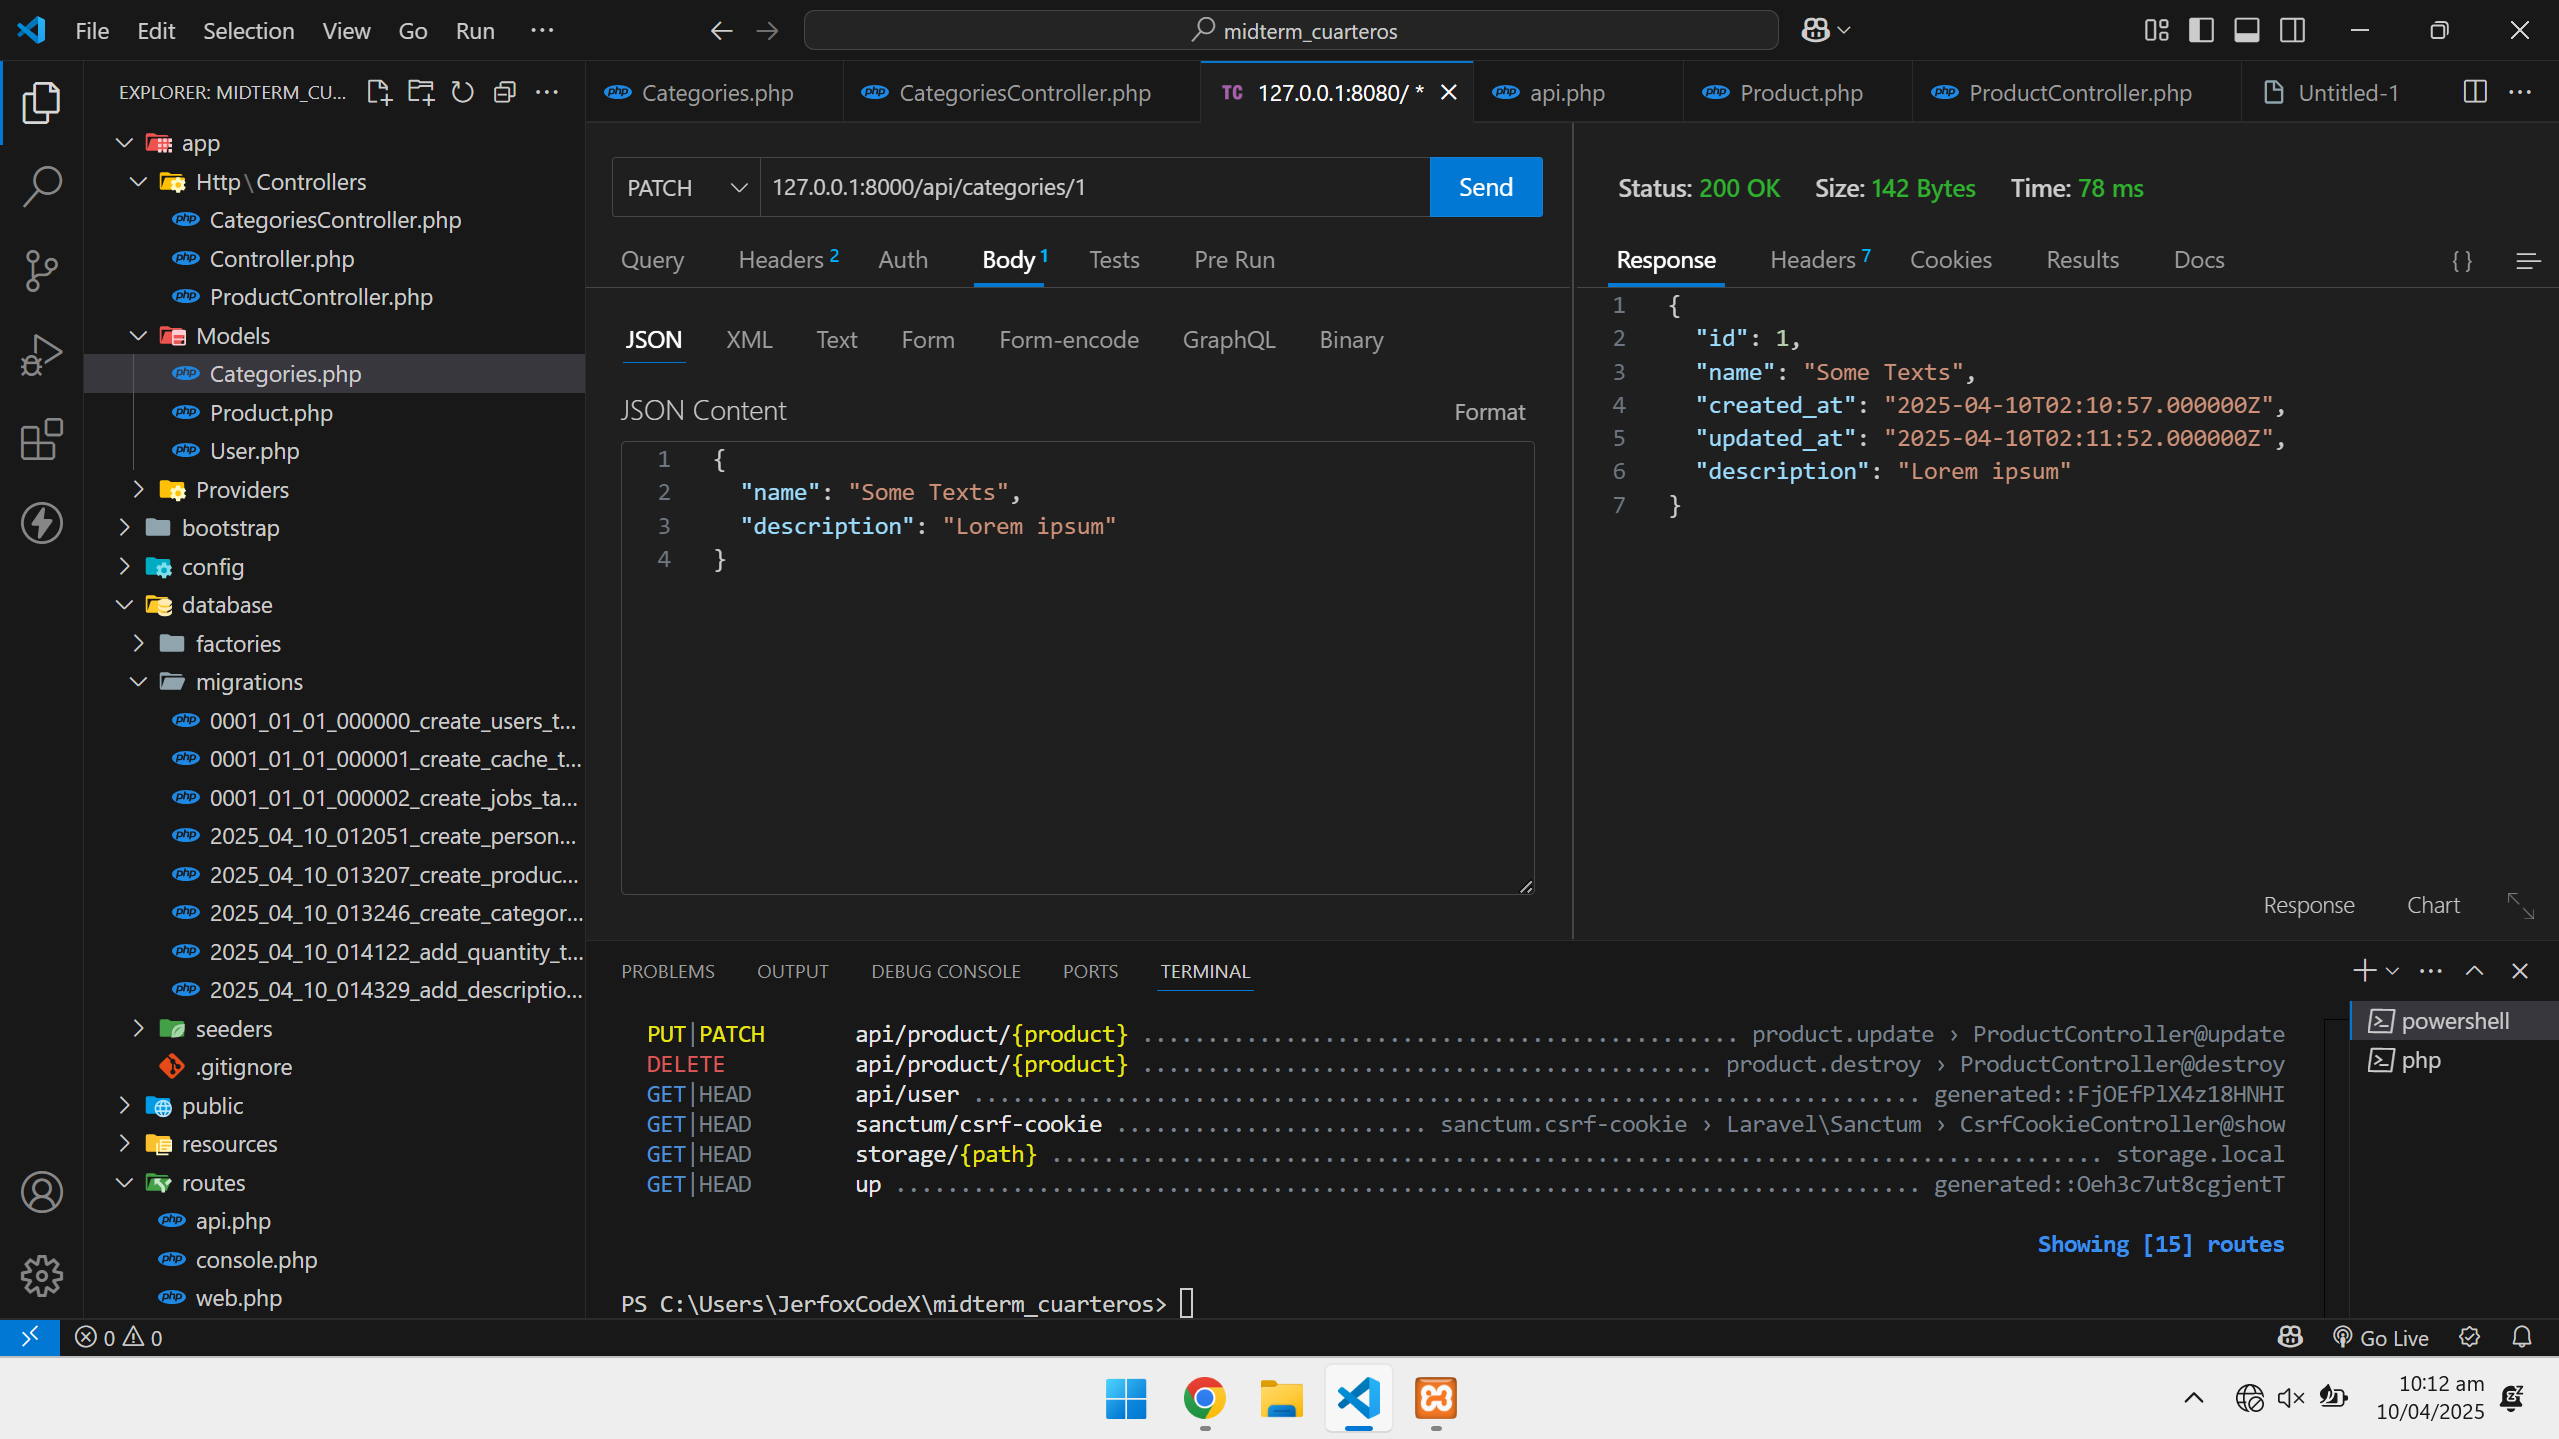 File Edit Selection View Go Run ···
midterm_cuarteros
EXPLORER: MIDTERM_CU...
app
Http\Controllers
CategoriesController.php
Controller.php
ProductController.php
Models
Categories.php
Product.php
User.php
Providers
bootstrap
config
database
factories
migrations
0001_01_01_000000_create_users_t...
0001_01_01_000001_create_cache_t...
0001_01_01_000002_create_jobs_ta...
2025_04_10_012051_create_person...
2025_04_10_013207_create_produc...
2025_04_10_013246_create_categor...
2025_04_10_014122_add_quantity_t...
2025_04_10_014329_add_descriptio...
seeders
.gitignore
public
resources
routes
api.php
console.php
web.php
Categories.php CategoriesController.php TC 127.0.0.1:8080/ * api.php Product.php ProductController.php Untitled-1
PATCH 127.0.0.1:8000/api/categories/1 Send
Query Headers 2 Auth Body 1 Tests Pre Run
JSON XML Text Form Form-encode GraphQL Binary
JSON Content Format
1 {
2 "name": "Some Texts",
3 "description": "Lorem ipsum"
4 }
Status: 200 OK Size: 142 Bytes Time: 78 ms
Response Headers 7 Cookies Results Docs { }
1 {
2 "id": 1,
3 "name": "Some Texts",
4 "created_at": "2025-04-10T02:10:57.000000Z",
5 "updated_at": "2025-04-10T02:11:52.000000Z",
6 "description": "Lorem ipsum"
7 }
Response Chart
PROBLEMS OUTPUT DEBUG CONSOLE PORTS TERMINAL
PUT|PATCH api/product/{product} ............................................. product.update › ProductController@update
DELETE api/product/{product} ........................................... product.destroy › ProductController@destroy
GET|HEAD api/user ........................................................................ generated::FjOEfPlX4z18HNHI
GET|HEAD sanctum/csrf-cookie ........................ sanctum.csrf-cookie › Laravel\Sanctum › CsrfCookieController@show
GET|HEAD storage/{path} ................................................................................ storage.local
GET|HEAD up .............................................................................. generated::Oeh3c7ut8cgjentT
Showing [15] routes
PS C:\Users\JerfoxCodeX\midterm_cuarteros>
powershell
php
0 0
Go Live
10:12 am
10/04/2025